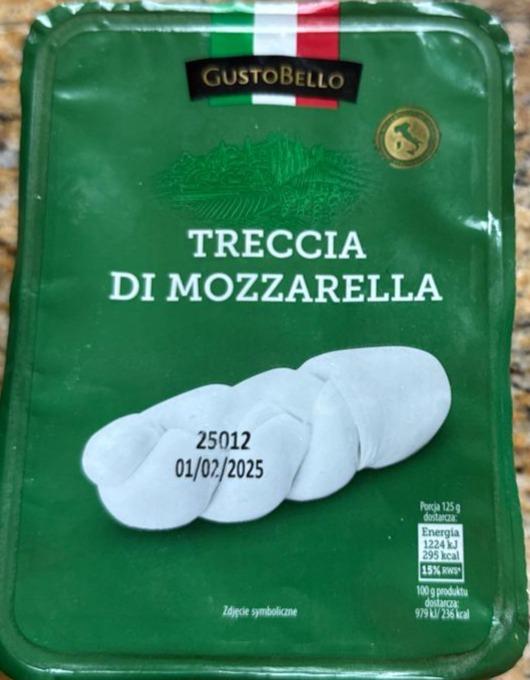 GUSTOBELLO
TRECCIA
DI MOZZARELLA
25012
01/02/2025
Porcja 125 g
dostarcza:
Energia
1224 kJ
295 kcal
15% RWS*
100 g produktu
dostarcza:
979 kJ/ 236 kcal
Zdjęcie symboliczne